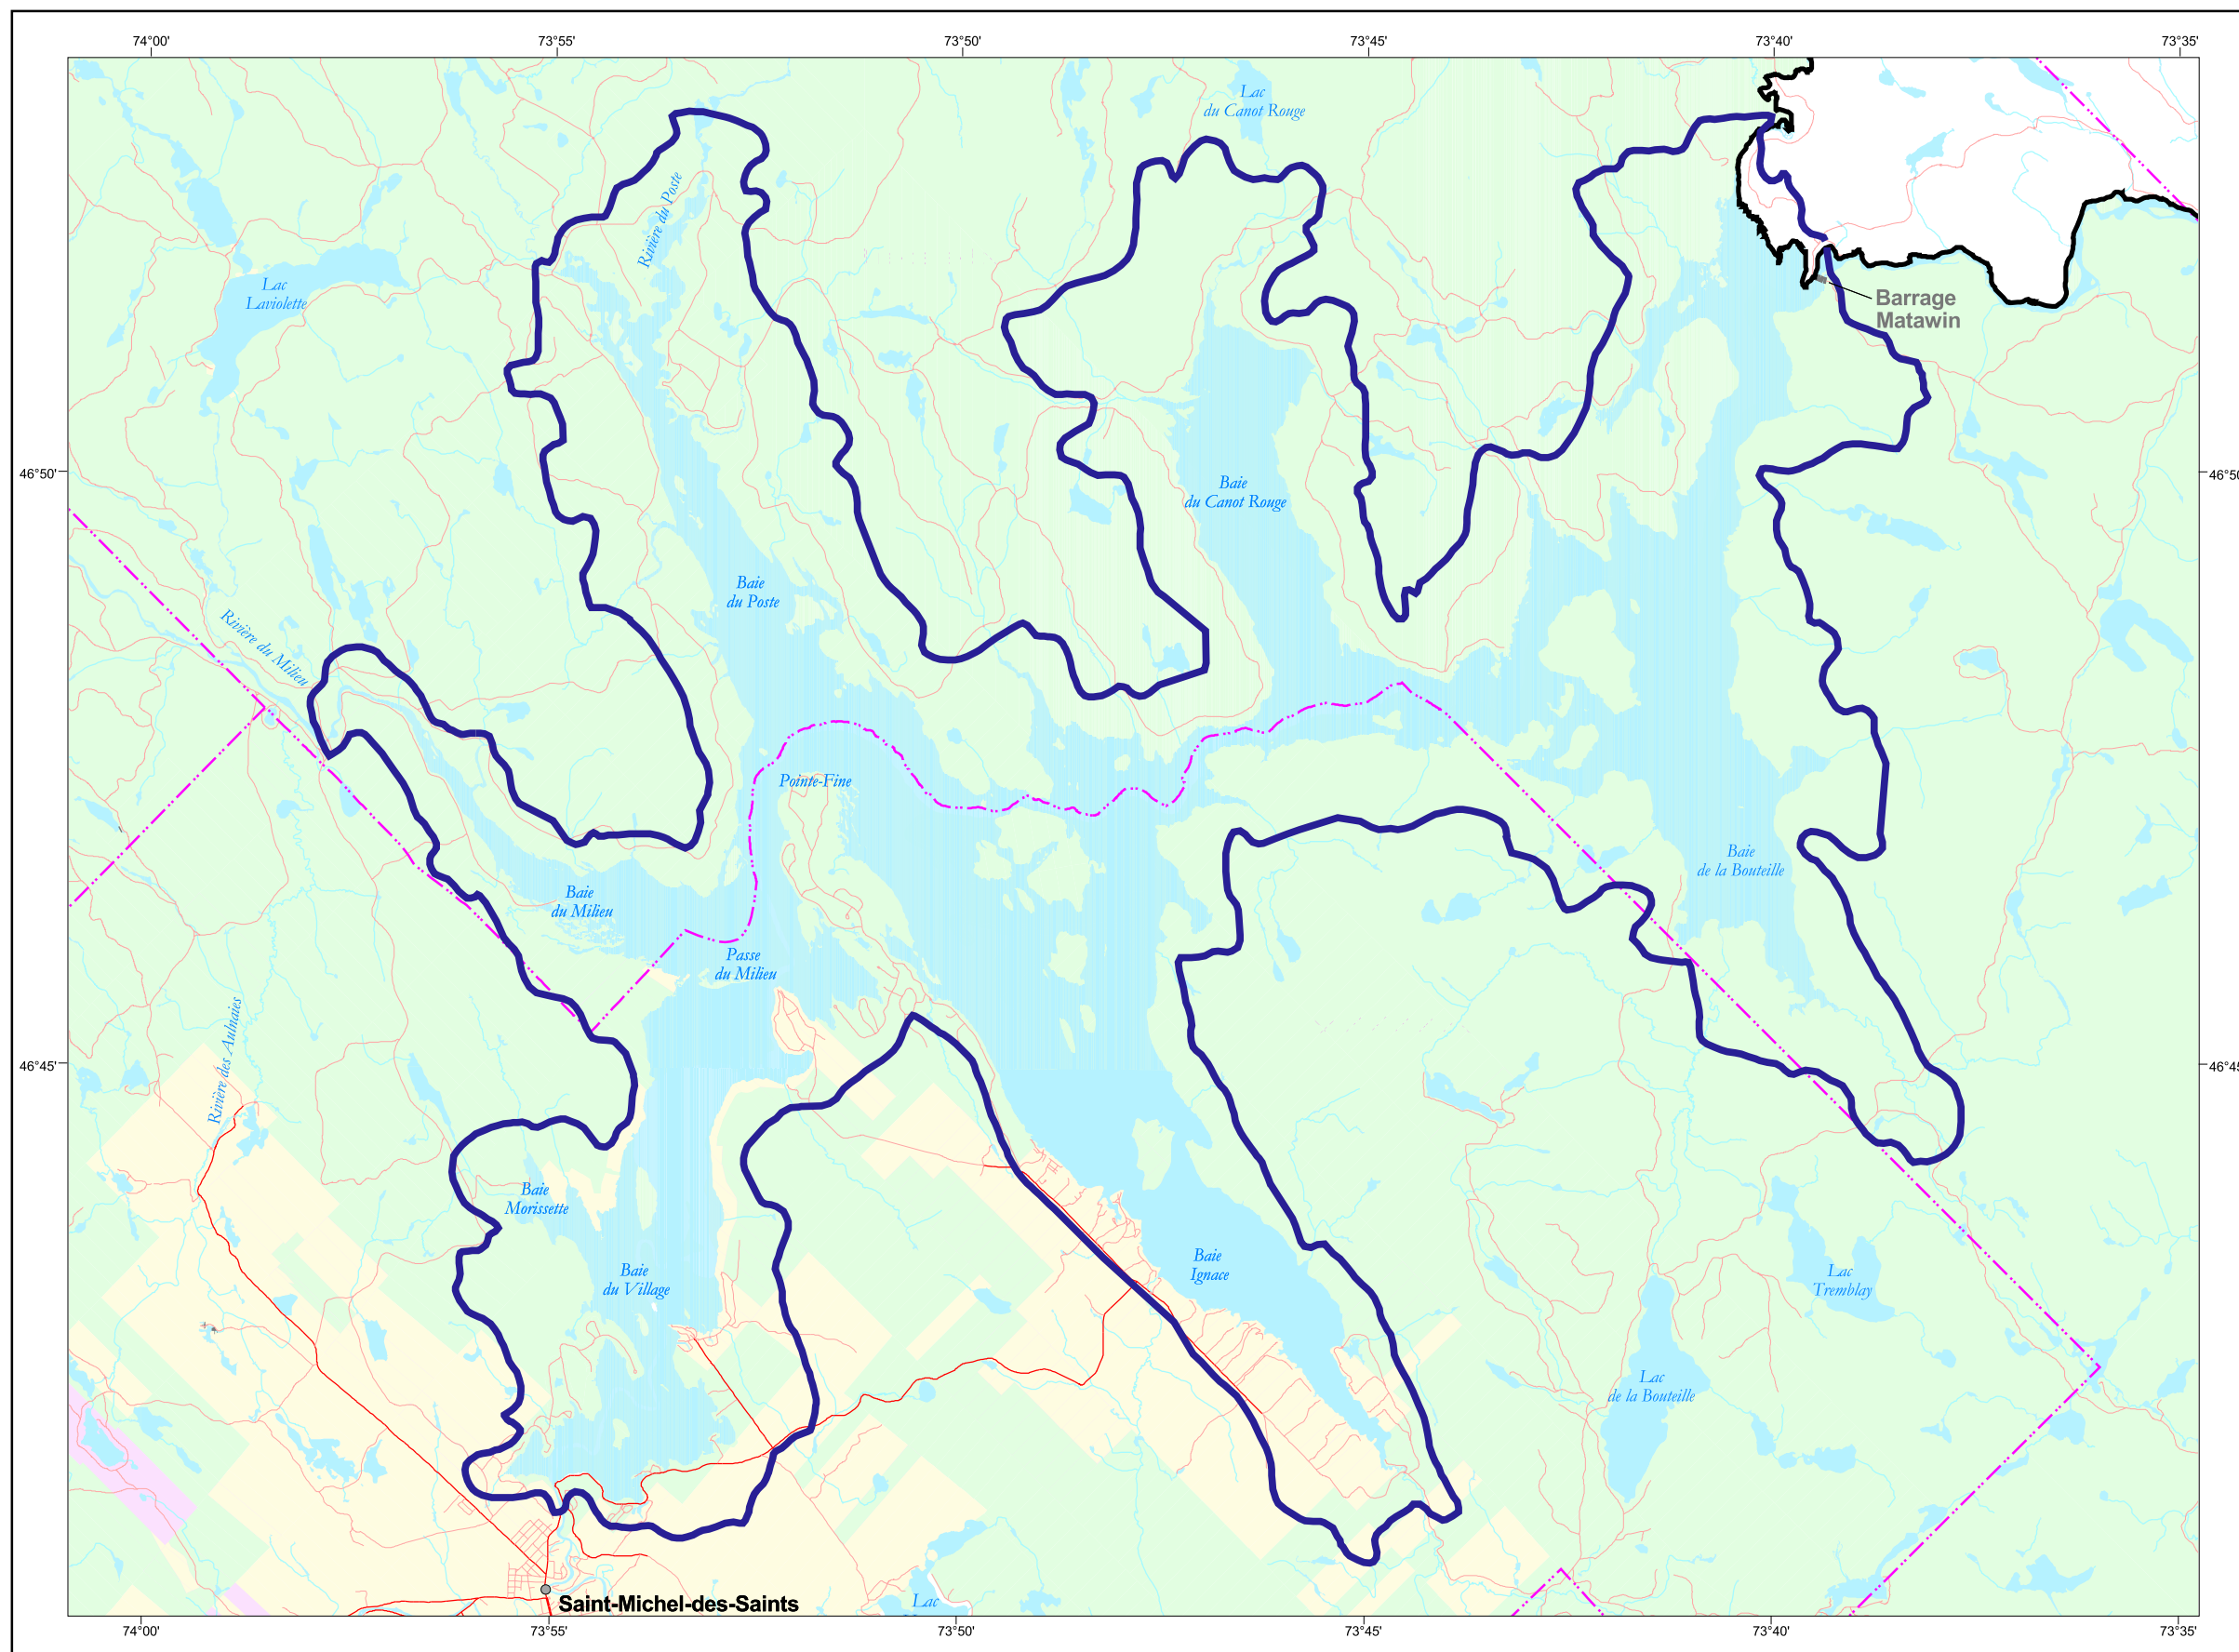 74°00' 73°55' 73°50' 73°45' 73°40' 73°35'
Lac
du Canot Rouge
Rivière du Poste
Lac
Laviolette
Barrage
Matawin
46°50' 46°50
Baie
du Canot Rouge
Baie
du Poste
Rivière du Milieu
Pointe-Fine
Baie
de la Bouteille
Baie
du Milieu
Passe
du Milieu
Rivière des Aulnaies
46°45' 46°45
Baie
Morissette
Baie
du Village
Baie
Ignace
Lac
Tremblay
Lac
de la Bouteille
Saint-Michel-des-Saints
Lac
74°00' 73°55' 73°50' 73°45' 73°40' 73°35'